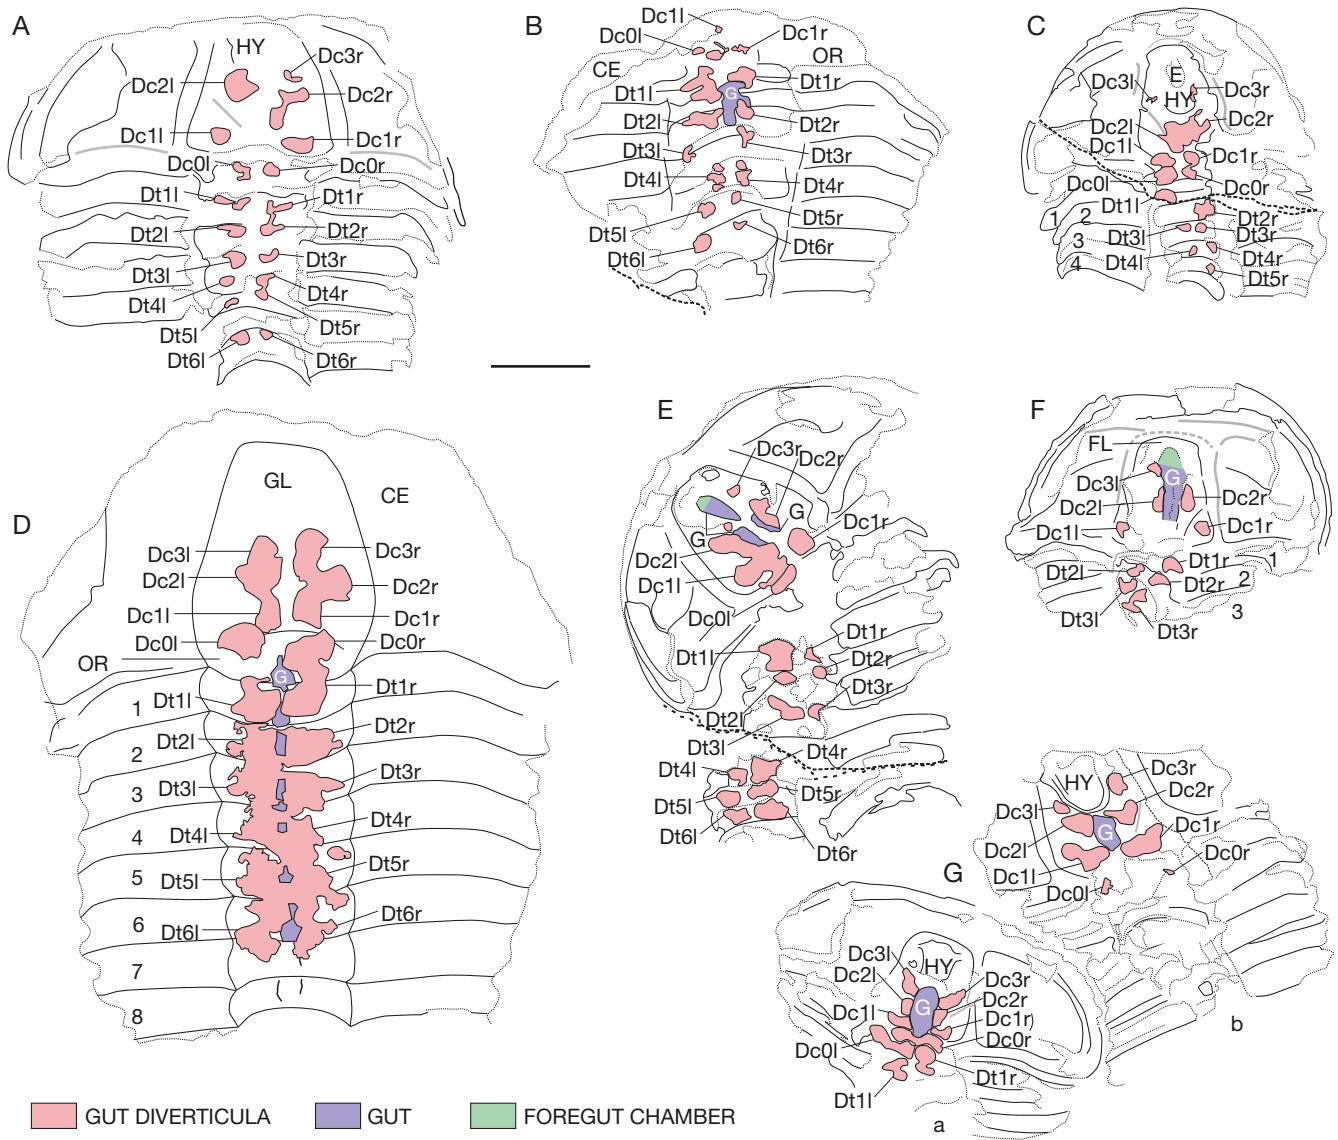 A
HY
Dc3r
Dc2l
Dc2r
Dc1l
Dc1r
Dc0l
Dc0r
Dt1l
Dt1r
Dt2l
Dt2r
Dt3l
Dt3r
Dt4l
Dt4r
Dt5l
Dt5r
Dt6l
Dt6r
B
Dc1l
Dc0l
Dc1r
CE
OR
Dt1l
G
Dt1r
Dt2l
Dt2r
Dt3l
Dt3r
Dt4l
Dt4r
Dt5l
Dt5r
Dt6l
Dt6r
C
E
Dc3l
HY
Dc3r
Dc2l
Dc2r
Dc1l
Dc1r
Dc0l
Dc0r
Dt1l
1
2
Dt2r
Dt3l
Dt3r
3
4
Dt4l
Dt4r
Dt5r
D
GL
CE
Dc3l
Dc3r
Dc2l
Dc2r
Dc1l
Dc1r
Dc0l
Dc0r
OR
G
1
Dt1l
Dt1r
2
Dt2l
Dt2r
3
Dt3l
Dt3r
4
Dt4l
Dt4r
5
Dt5l
Dt5r
6
Dt6l
Dt6r
7
8
E
Dc3r
Dc2r
G
Dc1r
G
Dc2l
Dc1l
Dc0l
Dt1l
Dt1r
Dt2r
Dt3r
Dt2l
Dt3l
Dt4r
Dt4l
Dt5l
Dt5r
Dt6l
Dt6r
F
FL
Dc3l
G
Dc2l
Dc2r
Dc1l
Dc1r
Dt1r
1
Dt2l
Dt2r
2
Dt3l
Dt3r
3
G
HY
Dc3r
Dc2r
Dc3l
G
Dc1r
Dc2l
Dc1l
Dc0r
Dc0l
b
Dc3l
HY
Dc2l
Dc3r
G
Dc2r
Dc1l
Dc1r
Dc0l
Dc0r
Dt1r
Dt1l
a
GUT DIVERTICULA
GUT
FOREGUT CHAMBER